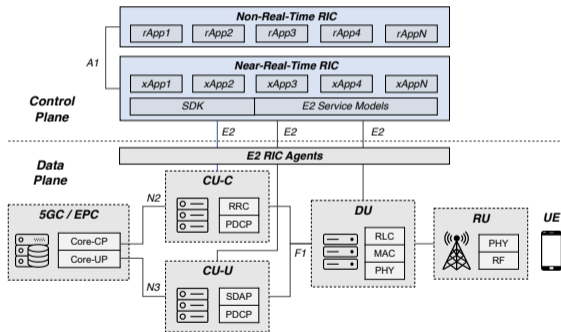 Non-Real-Time RIC
rApp1 rApp2 rApp3 rApp4 rAppN
A1
Near-Real-Time RIC
xApp1 xApp2 xApp3 xApp4 xAppN
SDK E2 Service Models
Control
Plane
E2 E2 E2
Data
Plane
E2 RIC Agents
CU-C
RRC
PDCP
N2
5GC / EPC
Core-CP
Core-UP
N3
CU-U
SDAP
PDCP
F1
DU
RLC
MAC
PHY
RU
PHY
RF
UE